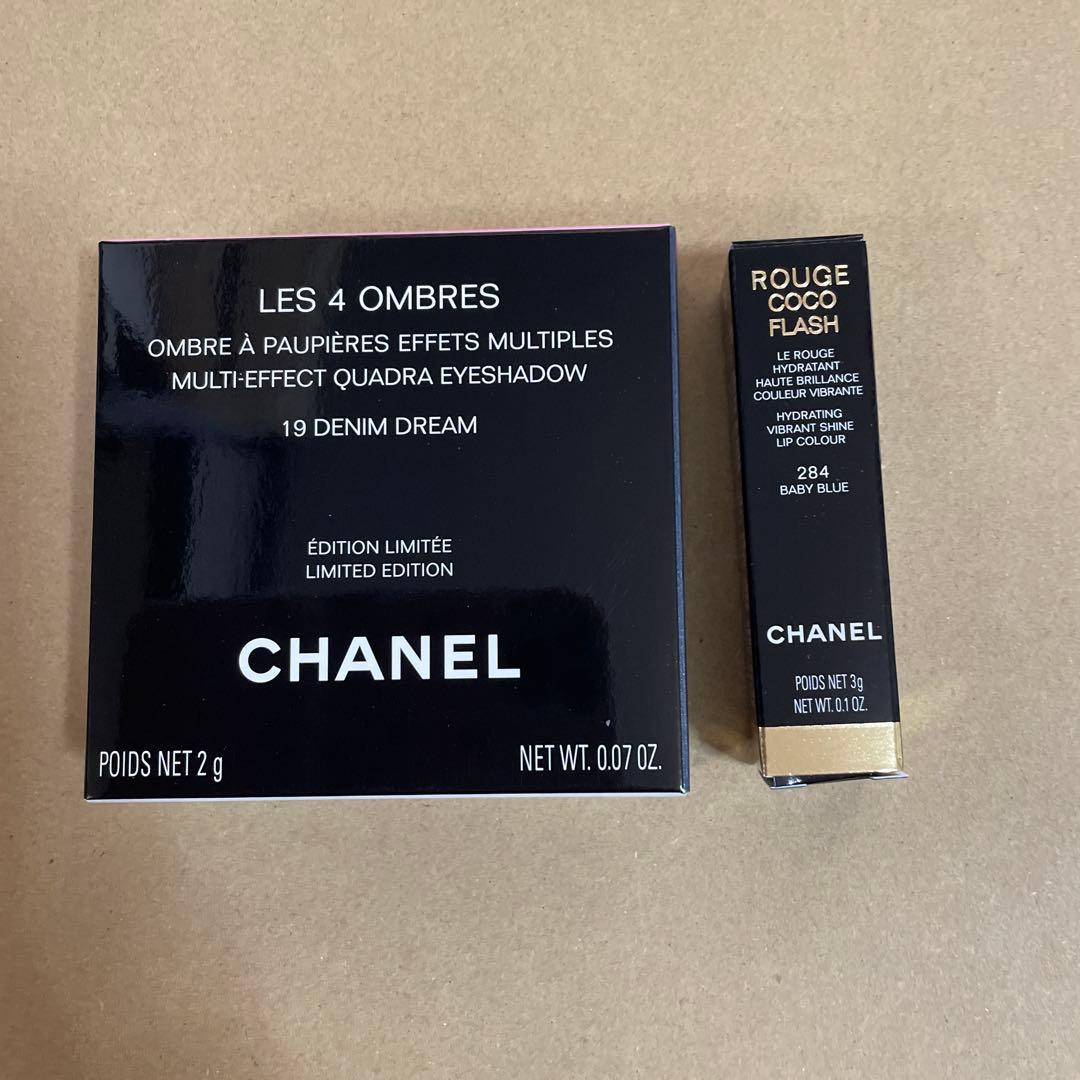 LES 4 OMBRES
OMBRE À PAUPIÈRES EFFETS MULTIPLES
MULTI-EFFECT QUADRA EYESHADOW
19 DENIM DREAM
ÉDITION LIMITÉE
LIMITED EDITION
CHANEL
POIDS NET 2 g
NET WT. 0.07 OZ.
ROUGE
COCO
FLASH
LE ROUGE
HYDRATANT
HAUTE BRILLANCE
COULEUR VIBRANTE
HYDRATING
VIBRANT SHINE
LIP COLOUR
284
BABY BLUE
CHANEL
POIDS NET 3g
NET WT. 0.1 OZ.